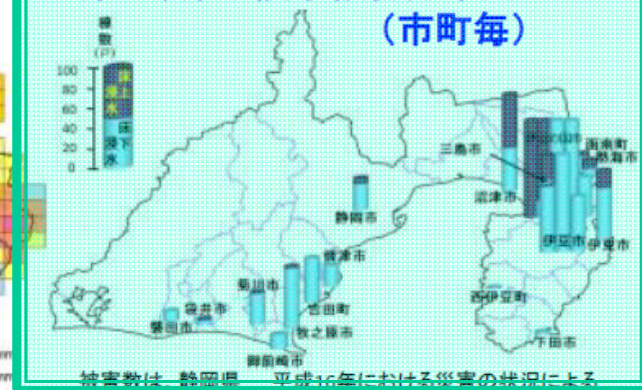 (市町毎)
棟数(戸)
100
80
60
40
20
0
床上浸水
床下浸水
三島市
函南町
熱海市
沼津市
静岡市
伊豆市
伊東市
焼津市
菊川市
吉田町
袋井市
磐田市
牧之原市
御前崎市
西伊豆町
下田市
被害数は、静岡県 平成16年における災害の状況による